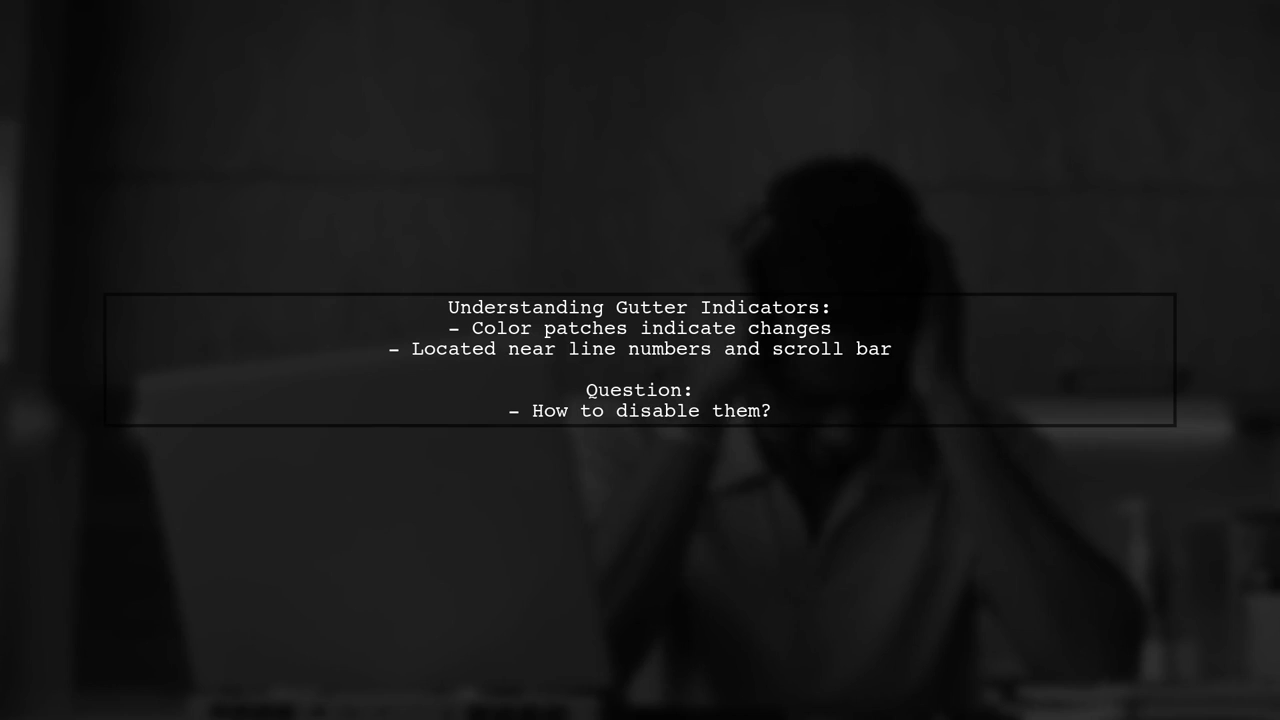 Understanding Gutter Indicators:
- Color patches indicate changes
- Located near line numbers and scroll bar
Question:
- How to disable them?